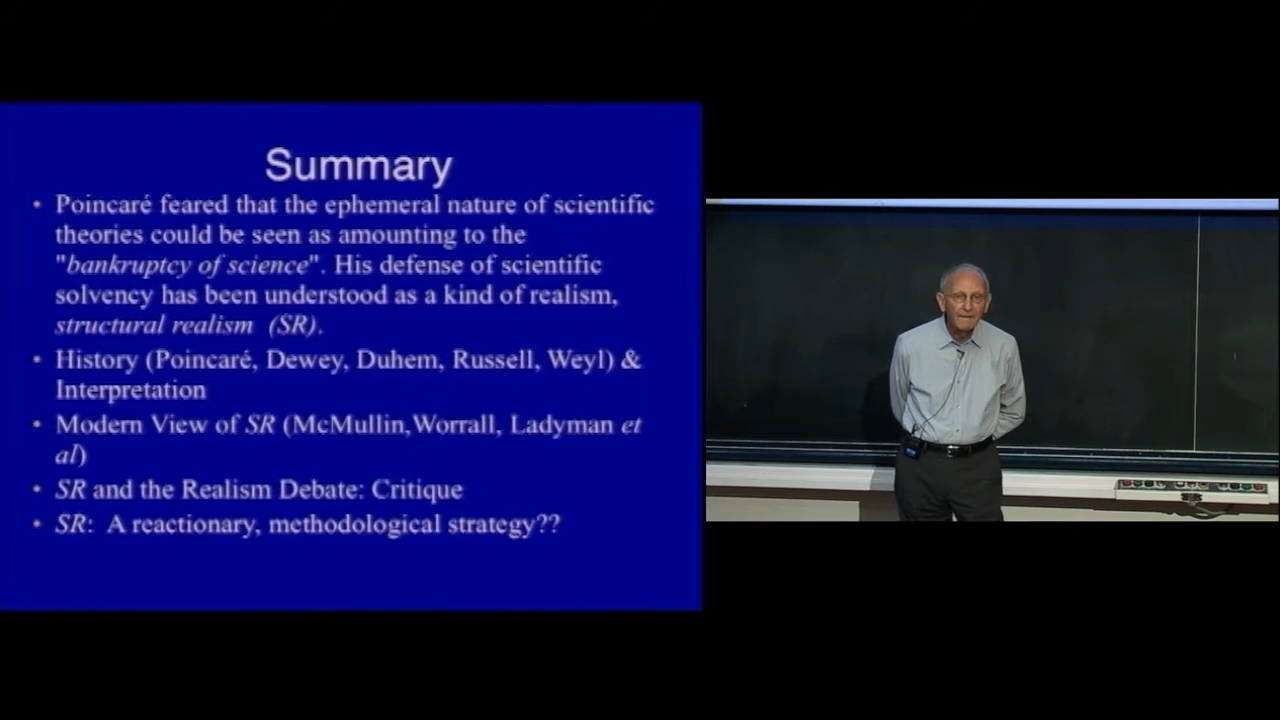 Summary
• Poincaré feared that the ephemeral nature of scientific
theories could be seen as amounting to the
"bankruptcy of science". His defense of scientific
solvency has been understood as a kind of realism,
structural realism (SR).
• History (Poincaré, Dewey, Duhem, Russell, Weyl) &
Interpretation
• Modern View of SR (McMullin,Worrall, Ladyman et
al)
• SR and the Realism Debate: Critique
• SR: A reactionary, methodological strategy??